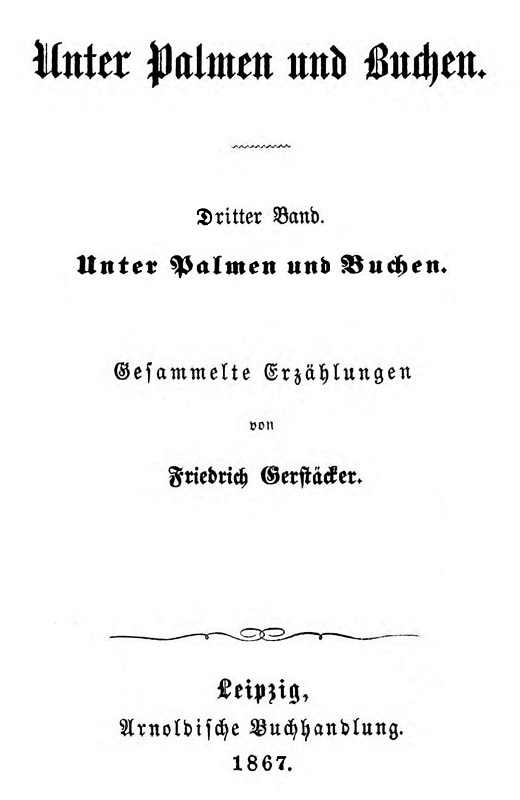 Unter Palmen und Buchen.
Dritter Band.
Unter Palmen und Buchen.
Gesammelte Erzählungen
von
Friedrich Gerstäcker.
Leipzig,
Arnoldische Buchhandlung.
1867.